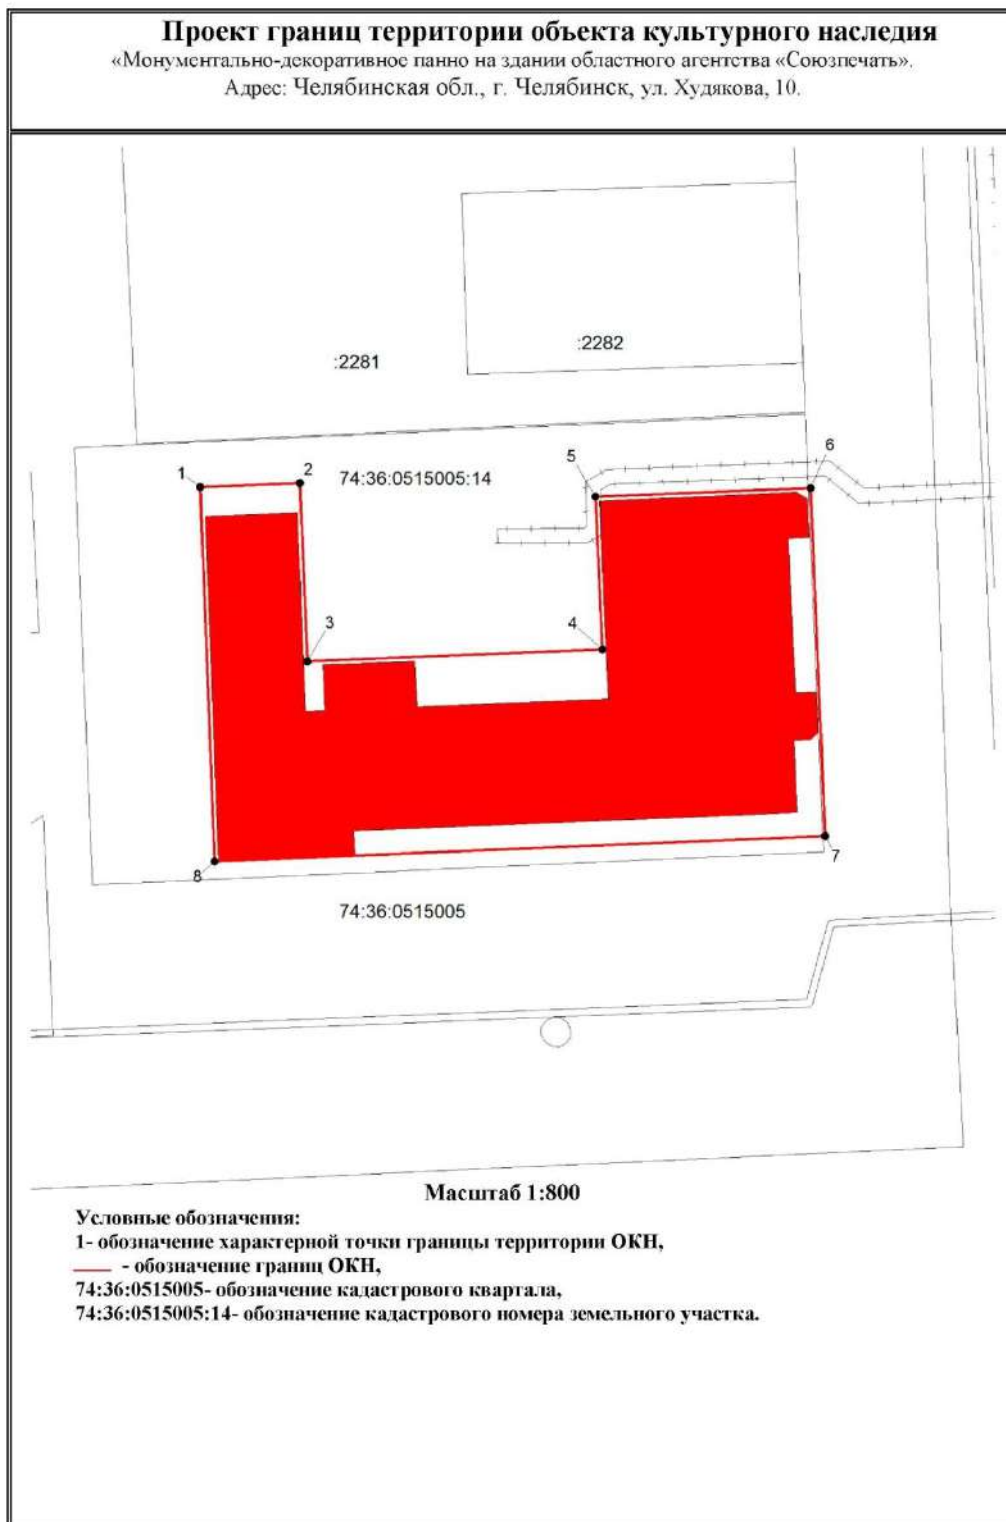 Проект границ территории объекта культурного наследия
«Монументально-декоративное панно на здании областного агентства «Союзпечать».
Адрес: Челябинская обл., г. Челябинск, ул. Худякова, 10.
:2282
:2281
6
5
2
1
74:36:0515005:14
3
4
7
8
74:36:0515005
Масштаб 1:800
Условные обозначения:
1- обозначение характерной точки границы территории ОКН,
- обозначение границ ОКН,
74:36:0515005- обозначение кадастрового квартала,
74:36:0515005:14- обозначение кадастрового номера земельного участка.